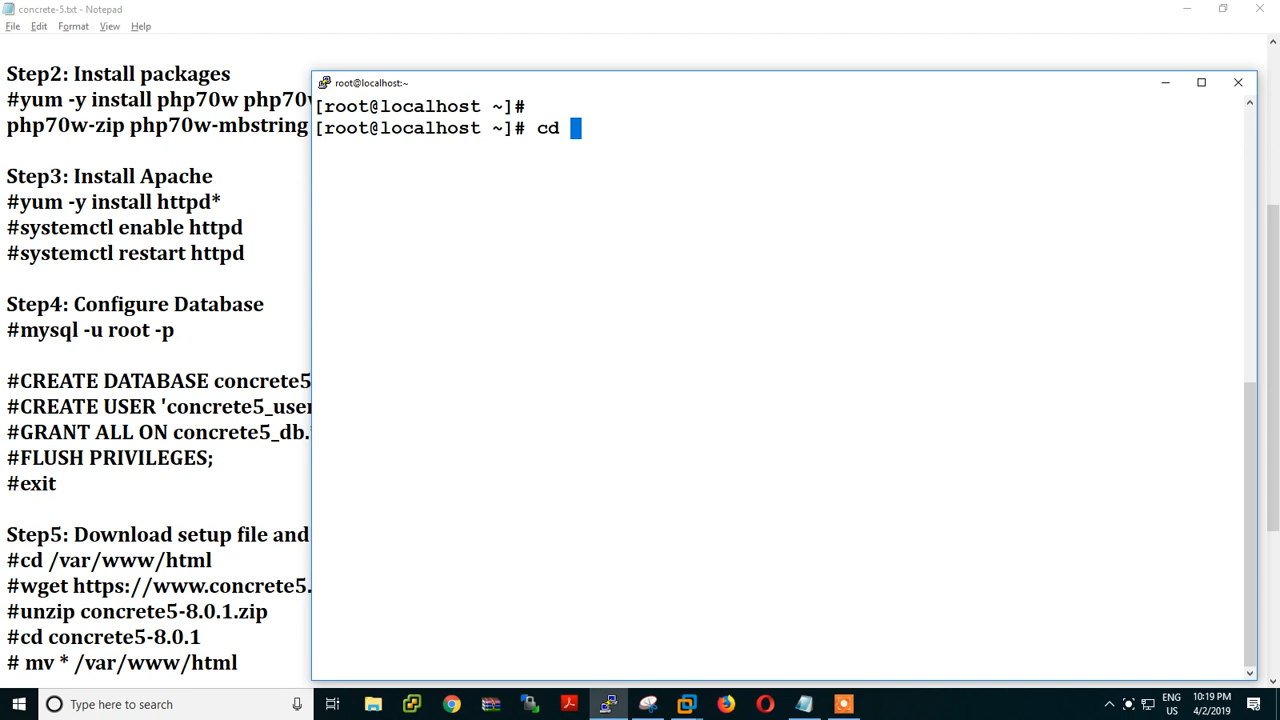 concrete-5.txt - Notepad
File Edit Format View Help
Step2: Install packages
#yum -y install php70w php70w
php70w-zip php70w-mbstring
Step3: Install Apache
#yum -y install httpd*
#systemctl enable httpd
#systemctl restart httpd
Step4: Configure Database
#mysql -u root -p
#CREATE DATABASE concrete5
#CREATE USER 'concrete5_user
#GRANT ALL ON concrete5_db.
#FLUSH PRIVILEGES;
#exit
Step5: Download setup file and
#cd /var/www/html
#wget https://www.concrete5.
#unzip concrete5-8.0.1.zip
#cd concrete5-8.0.1
# mv * /var/www/html
root@localhost:~
[root@localhost ~]#
[root@localhost ~]# cd
Type here to search
ENG
US
10:19 PM
4/2/2019